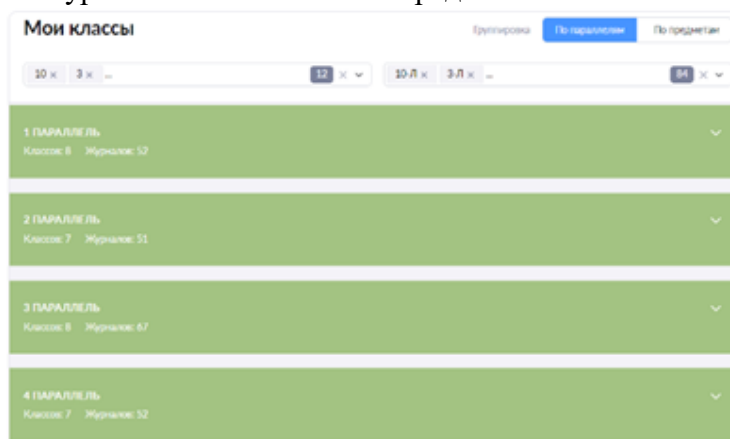 Мои классы
Группировка По параллелям По предметам
10 × 3 × ... 12 × 10-Л × 3-Л × ... 84 ×
1 ПАРАЛЛЕЛЬ
Классов: 8 Журналов: 52
2 ПАРАЛЛЕЛЬ
Классов: 7 Журналов: 51
3 ПАРАЛЛЕЛЬ
Классов: 8 Журналов: 67
4 ПАРАЛЛЕЛЬ
Классов: 7 Журналов: 52